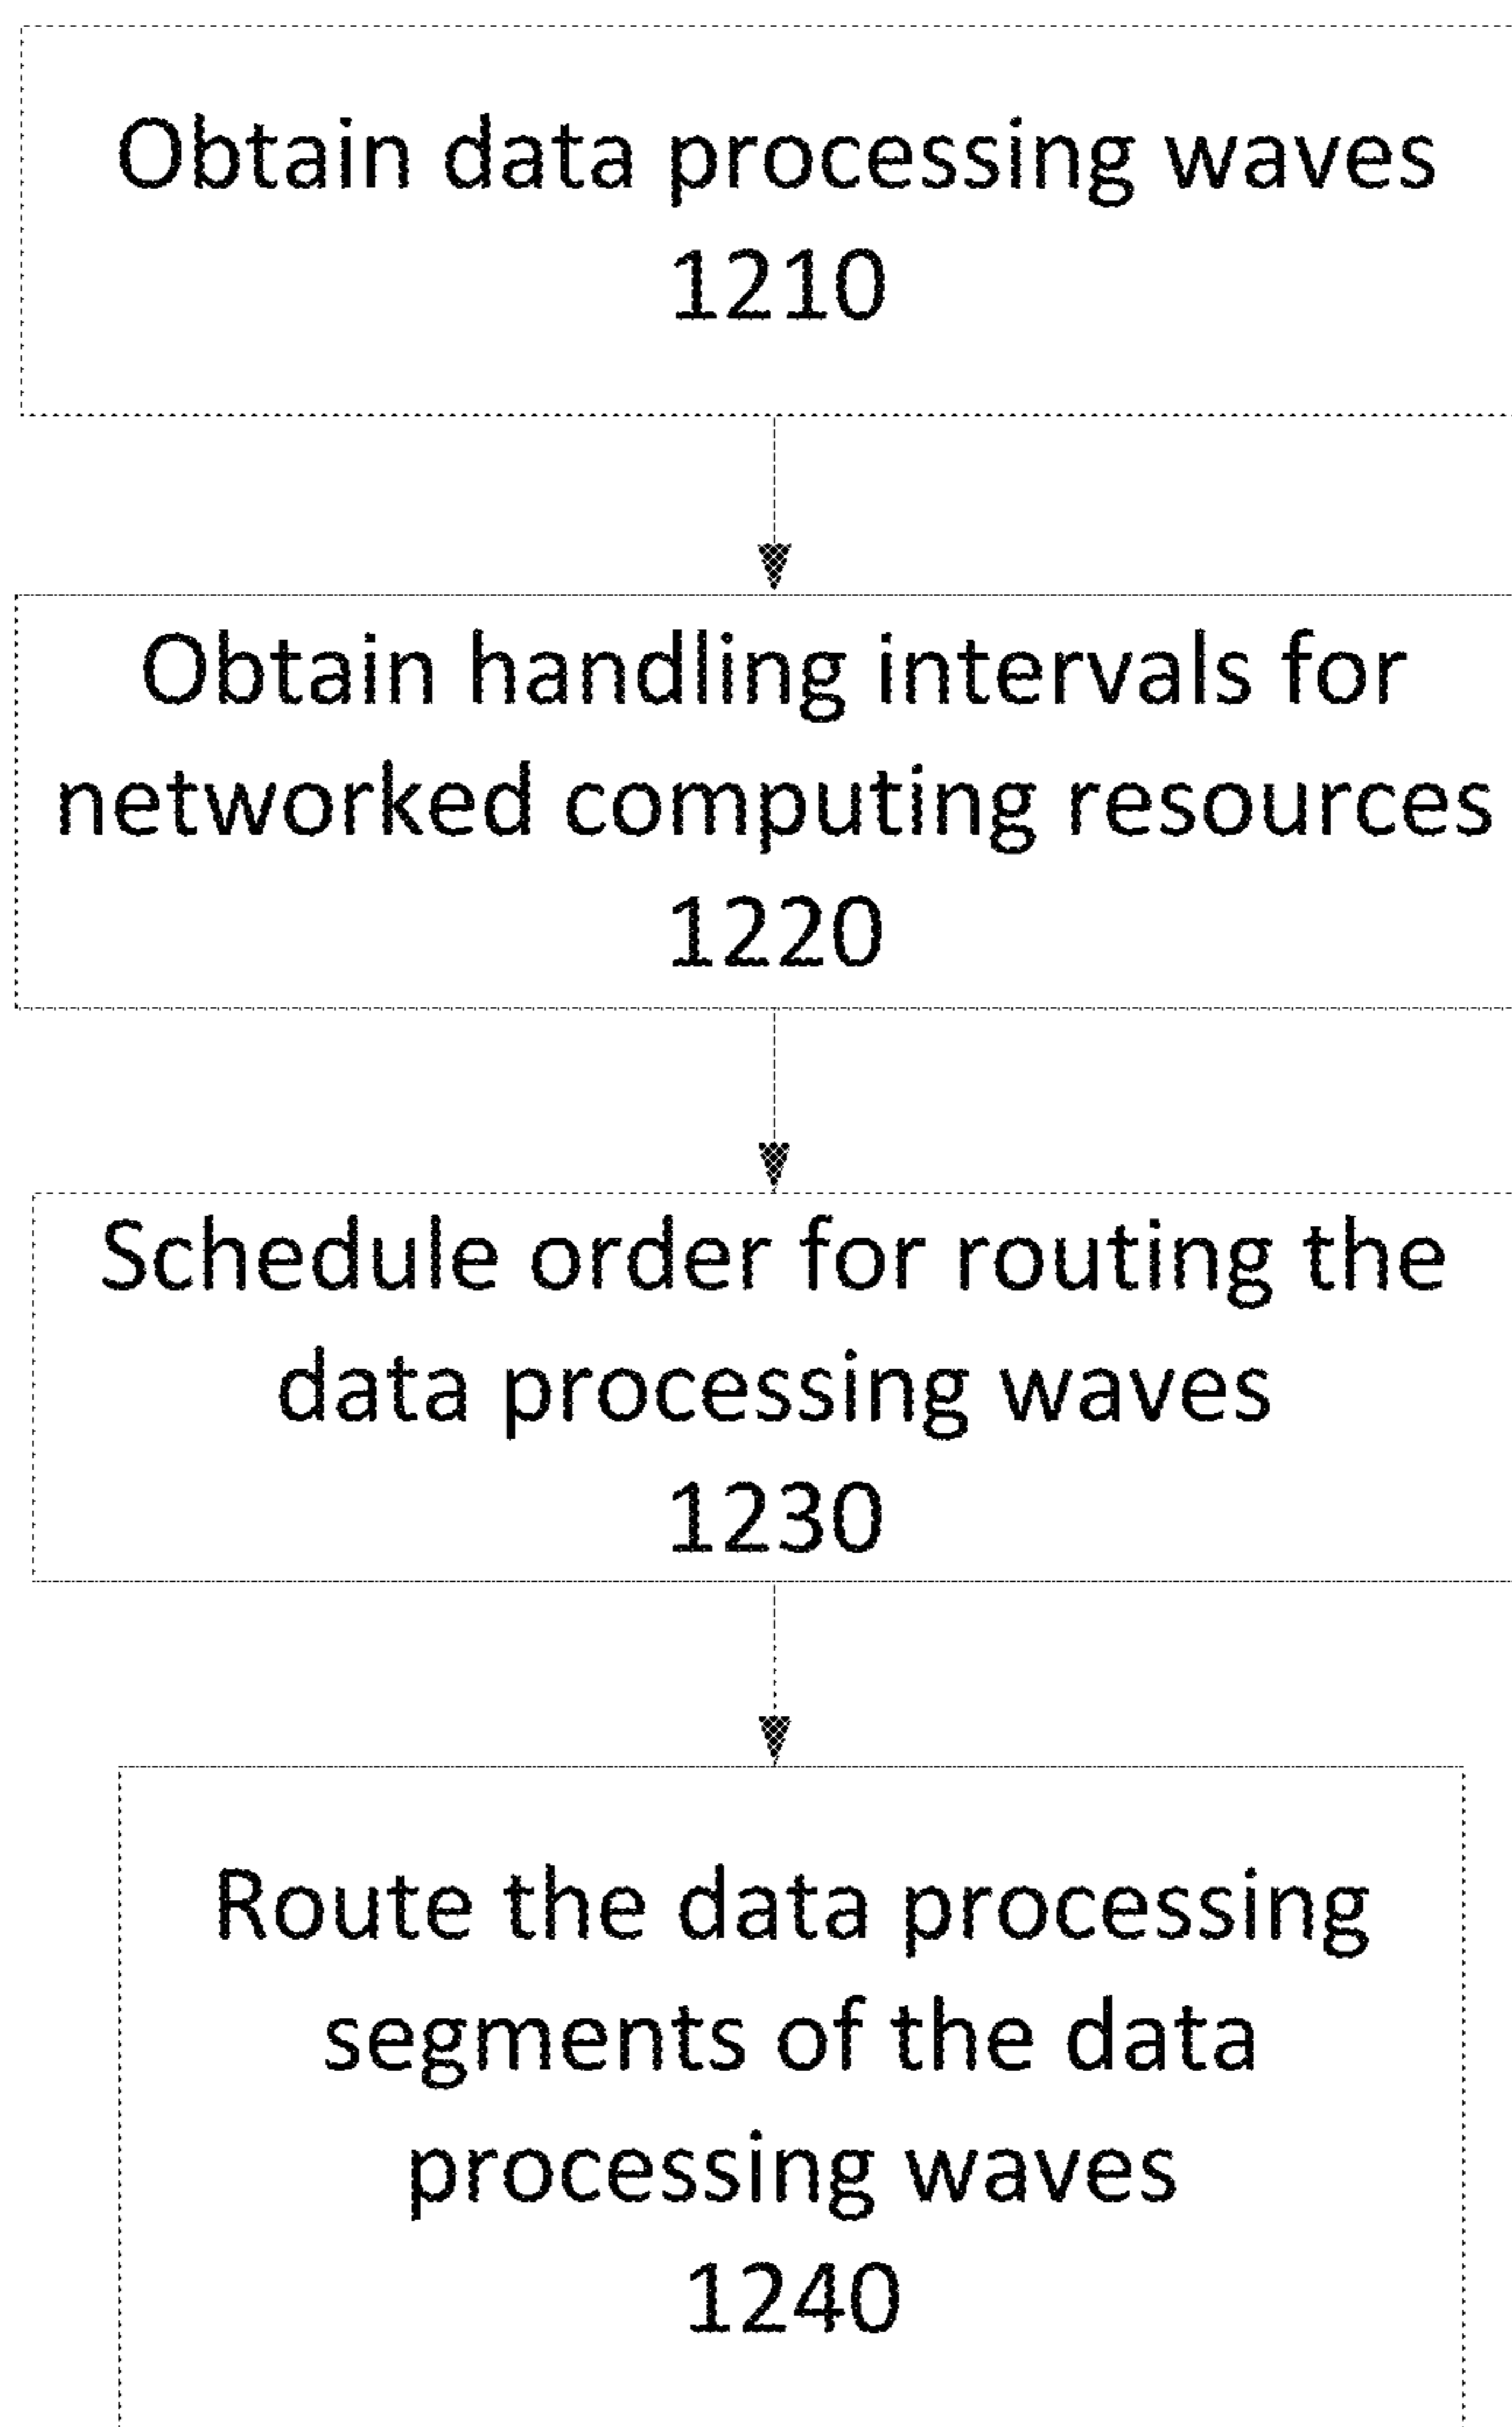 Obtain data processing waves
1210
Obtain handling intervals for
networked computing resources
1220
Schedule order for routing the
data processing waves
1230
Route the data processing
segments of the data
processing waves
1240